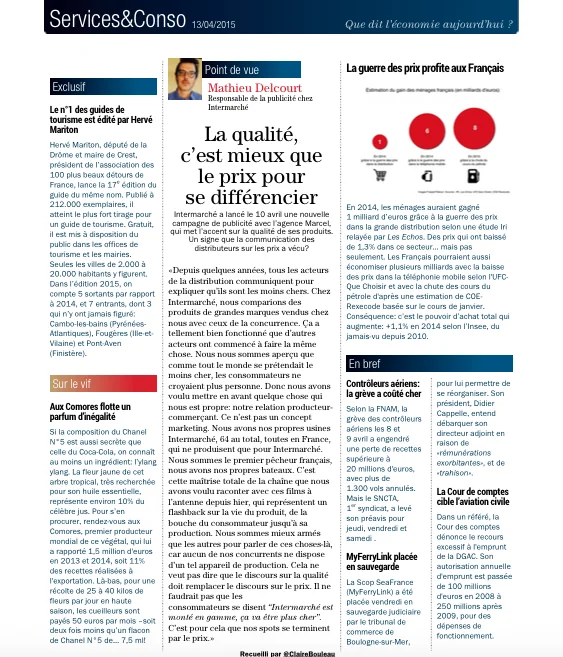 Services&Conso 13/04/2015
Que dit l'économie aujourd'hui ?
Exclusif
Le n°1 des guides de
tourisme est édité par Hervé
Mariton
Hervé Mariton, député de la
Drôme et maire de Crest,
président de l'association des
100 plus beaux détours de
France, lance la 17e édition du
guide du même nom. Publié à
212.000 exemplaires, il
atteint le plus fort tirage pour
un guide de tourisme. Gratuit,
il est mis à disposition du
public dans les offices de
tourisme et les mairies.
Seules les villes de 2.000 à
20.000 habitants y figurent.
Dans l'édition 2015, on
compte 5 sortants par rapport
à 2014, et 7 entrants, dont 3
qui n'y ont jamais figuré:
Cambo-les-bains (Pyrénées-
Atlantiques), Fougères (Ille-et-
Vilaine) et Pont-Aven
(Finistère).
Sur le vif
Aux Comores flotte un
parfum d'inégalité
Si la composition du Chanel
N°5 est aussi secrète que
celle du Coca-Cola, on connaît
au moins un ingrédient: l'ylang
ylang. La fleur jaune de cet
arbre tropical, très recherchée
pour son huile essentielle,
représente environ 10% du
célèbre jus. Pour s'en
procurer, rendez-vous aux
Comores, premier producteur
mondial de ce végétal, qui lui
a rapporté 1,5 million d'euros
en 2013 et 2014, soit 11%
des recettes réalisées à
l'exportation. Là-bas, pour une
récolte de 25 à 40 kilos de
fleurs par jour en haute
saison, les cueilleurs sont
payés 50 euros par mois –soit
deux fois moins qu'un flacon
de Chanel N°5 de... 7,5 ml!
Point de vue
Mathieu Delcourt
Responsable de la publicité chez
Intermarché
La qualité,
c'est mieux que
le prix pour
se différencier
Intermarché a lancé le 10 avril une nouvelle
campagne de publicité avec l'agence Marcel,
qui met l'accent sur la qualité de ses produits.
Un signe que la communication des
distributeurs sur les prix a vécu?
«Depuis quelques années, tous les acteurs
de la distribution communiquent pour
expliquer qu'ils sont les moins chers. Chez
Intermarché, nous comparions des
produits de grandes marques vendus chez
nous avec ceux de la concurrence. Ça a
tellement bien fonctionné que d'autres
acteurs ont commencé à faire la même
chose. Nous nous sommes aperçu que
comme tout le monde se prétendait le
moins cher, les consommateurs ne
croyaient plus personne. Donc nous avons
voulu mettre en avant quelque chose qui
nous est propre: notre relation producteur-
commerçant. Ce n'est pas un concept
marketing. Nous avons nos propres usines
Intermarché, 64 au total, toutes en France,
qui ne produisent que pour Intermarché.
Nous sommes le premier pêcheur français,
nous avons nos propres bateaux. C'est
cette maîtrise totale de la chaîne que nous
avons voulu raconter avec ces films à
l'antenne depuis hier, qui représentent un
flashback sur la vie du produit, de la
bouche du consommateur jusqu'à sa
production. Nous sommes mieux armés
que les autres pour parler de ces choses-là,
car aucun de nos concurrents ne dispose
d'un tel appareil de production. Cela ne
veut pas dire que le discours sur la qualité
doit remplacer le discours sur le prix. Il ne
faudrait pas que les
consommateurs se disent “Intermarché est
monté en gamme, ça va être plus cher”.
C'est pour cela que nos spots se terminent
par le prix.»
Recueilli par @ClaireBouleau
La guerre des prix profite aux Français
Estimation du gain des ménages français (en milliards d'euros)
1
6
8
En 2014, les ménages auraient gagné
1 milliard d'euros grâce à la guerre des prix
dans la grande distribution selon une étude Iri
relayée par Les Echos. Des prix qui ont baissé
de 1,3% dans ce secteur... mais pas
seulement. Les Français pourraient aussi
économiser plusieurs milliards avec la baisse
des prix dans la téléphonie mobile selon l'UFC-
Que Choisir et avec la chute des cours du
pétrole d'après une estimation de COE-
Rexecode basée sur le cours de janvier.
Conséquence: c'est le pouvoir d'achat total qui
augmente: +1,1% en 2014 selon l'Insee, du
jamais-vu depuis 2010.
En bref
Contrôleurs aériens:
la grève a coûté cher
Selon la FNAM, la
grève des contrôleurs
aériens les 8 et
9 avril a engendré
une perte de recettes
supérieure à
20 millions d'euros,
avec plus de
1.300 vols annulés.
Mais le SNCTA,
1er syndicat, a levé
son préavis pour
jeudi, vendredi et
samedi .
MyFerryLink placée
en sauvegarde
La Scop SeaFrance
(MyFerryLink) a été
placée vendredi en
sauvegarde judiciaire
par le tribunal de
commerce de
Boulogne-sur-Mer,
pour lui permettre de
se réorganiser. Son
président, Didier
Cappelle, entend
débarquer son
directeur adjoint en
raison de
«rémunérations
exorbitantes», et de
«trahison».
La Cour de comptes
cible l'aviation civile
Dans un référé, la
Cour des comptes
dénonce le recours
excessif à l'emprunt
de la DGAC. Son
autorisation annuelle
d'emprunt est passée
de 100 millions
d'euros en 2008 à
250 millions après
2009, pour des
dépenses de
fonctionnement.